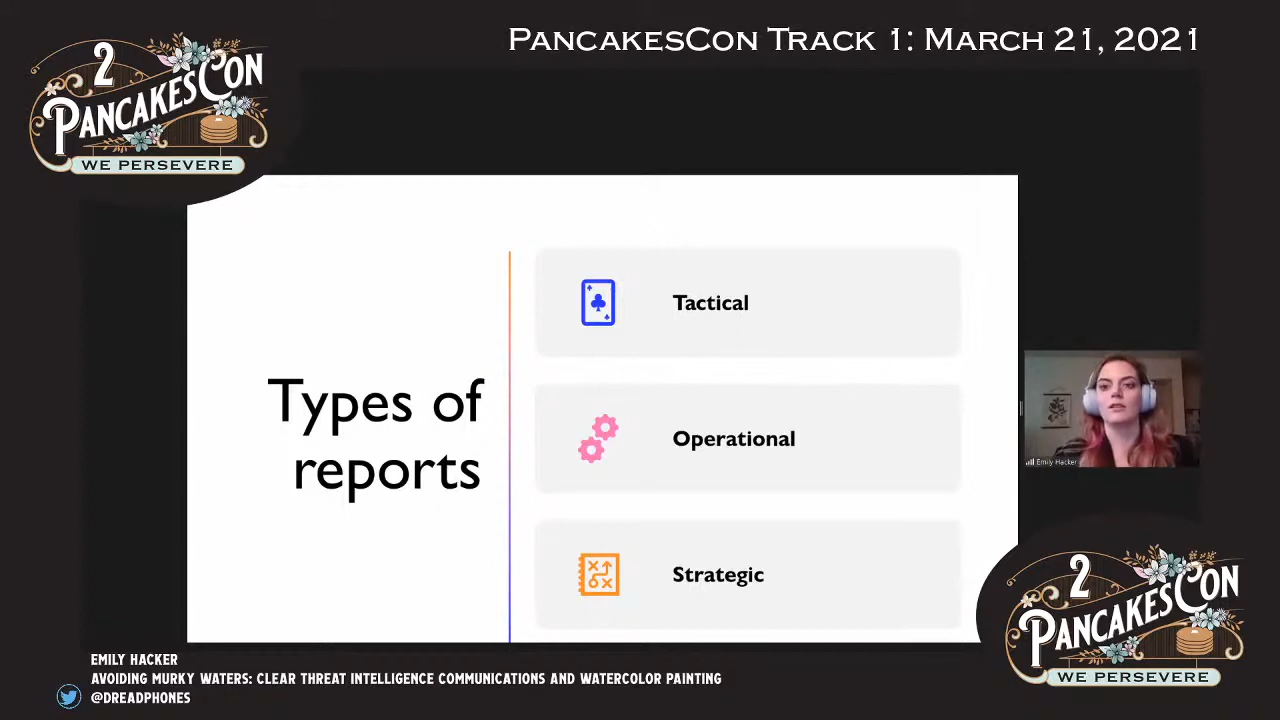 PancakesCon Track 1: March 21, 2021
2
PancakesCon
WE PERSEVERE
Types of
reports
Tactical
Operational
Strategic
Emily Hacker
EMILY HACKER
AVOIDING MURKY WATERS: CLEAR THREAT INTELLIGENCE COMMUNICATIONS AND WATERCOLOR PAINTING
@DREADPHONES
2
PancakesCon
WE PERSEVERE